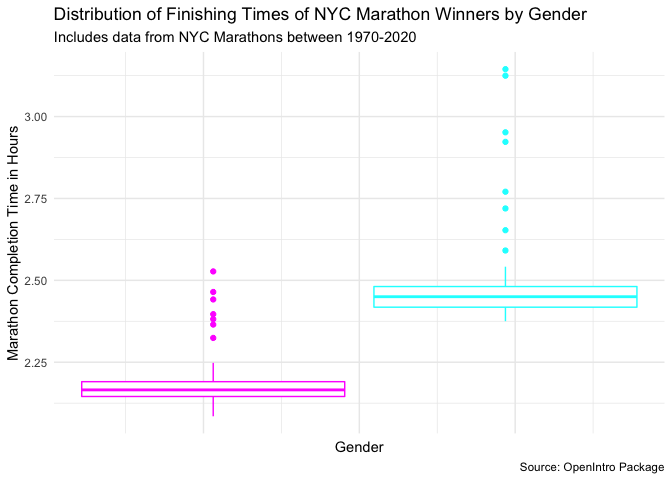 Distribution of Finishing Times of NYC Marathon Winners by Gender
Includes data from NYC Marathons between 1970-2020
Marathon Completion Time in Hours
3.00
2.75
2.50
2.25
Gender
Source: OpenIntro Package